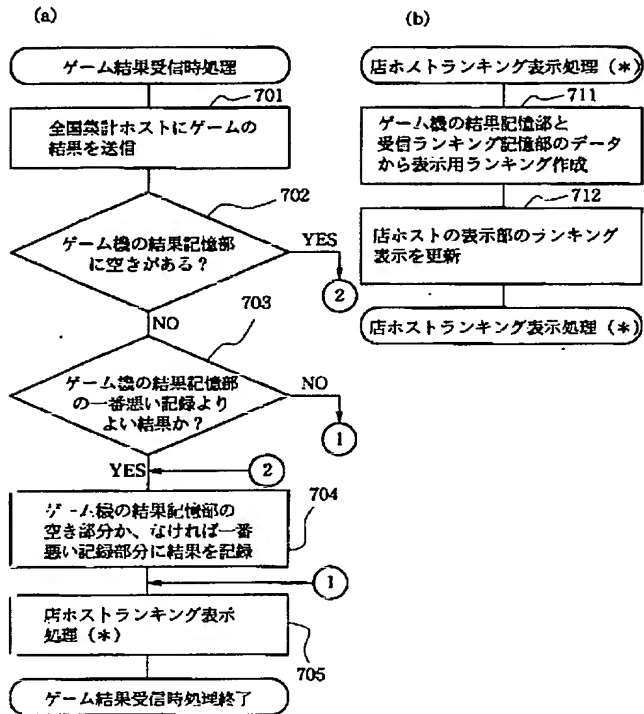 (a)
ゲーム結果受信時処理
701
全国集計ホストにゲームの
結果を送信
702
ゲーム機の結果記憶部
に空きがある？
YES
2
NO
703
ゲーム機の結果記憶部
の一番悪い記録より
よい結果か？
NO
1
YES
2
ゲーム機の結果記憶部の
空き部分か、なければ一番
悪い記録部分に結果を記録
704
1
店ホストランキング表示
処理（*）
705
ゲーム結果受信時処理終了
(b)
店ホストランキング表示処理（*）
711
ゲーム機の結果記憶部と
受信ランキング記憶部のデータ
から表示用ランキング作成
712
店ホストの表示部のランキング
表示を更新
店ホストランキング表示処理（*）